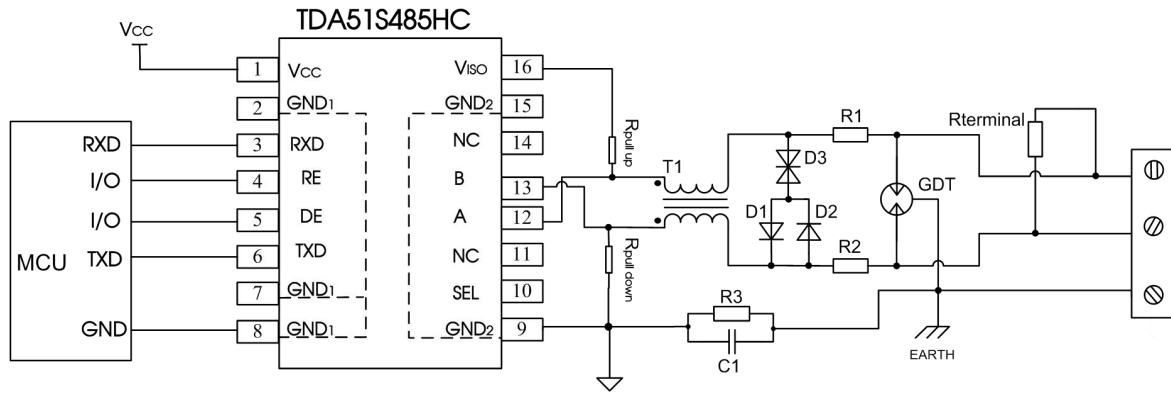 TDA51S485HC
VCC
1 VCC VISO 16
2 GND1 GND2 15
RXD 3 RXD NC 14
I/O 4 RE B 13
I/O 5 DE A 12
MCU TXD 6 TXD NC 11
7 GND1 SEL 10
GND 8 GND1 GND2 9
Rpull up
Rpull down
T1
D3
D1 D2
R1
R2
GDT
Rterminal
R3
C1
EARTH